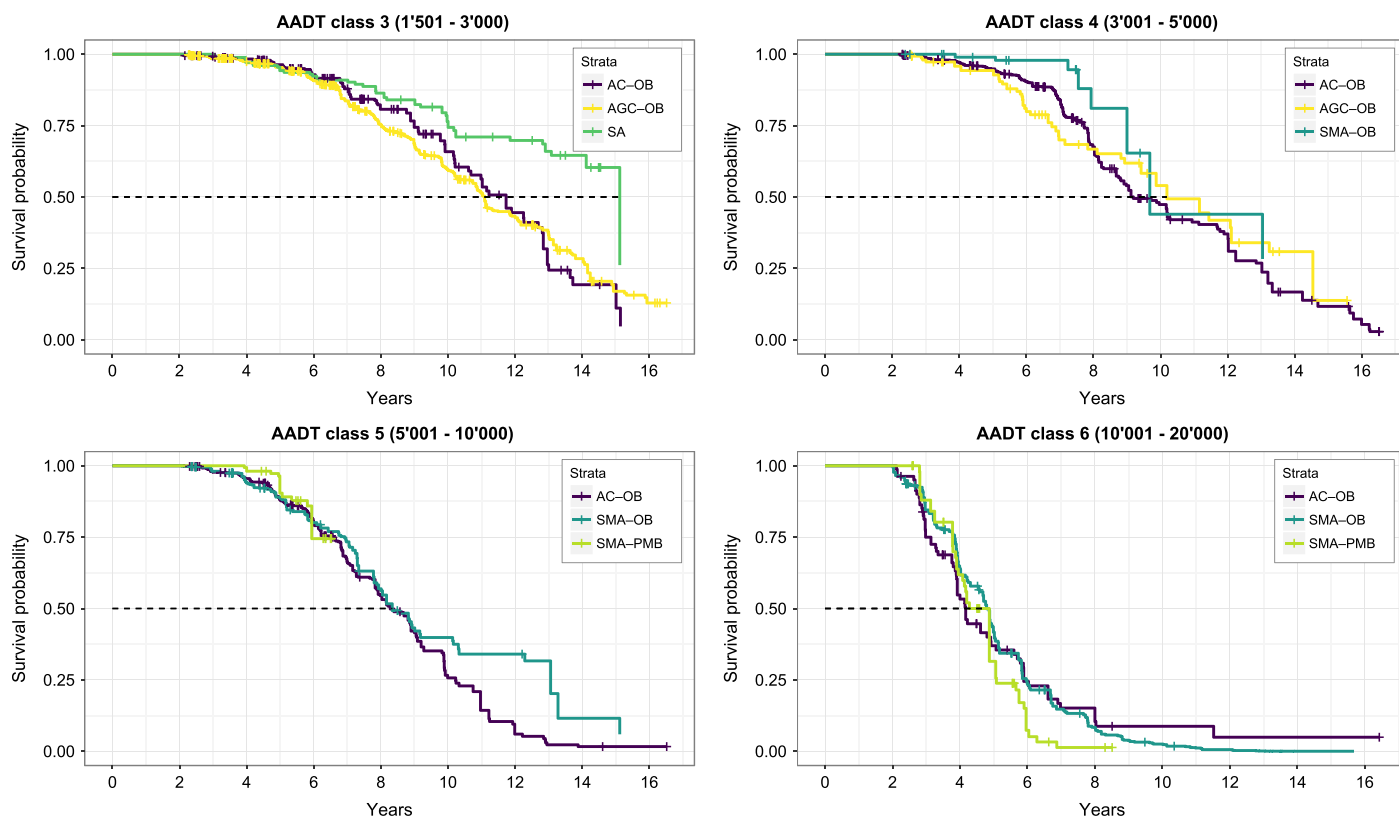 AADT class 3 (1'501 - 3'000)
Survival probability
1.00
0.75
0.50
0.25
0.00
Strata
AC–OB
AGC–OB
SA
0 2 4 6 8 10 12 14 16
Years
AADT class 4 (3'001 - 5'000)
Survival probability
1.00
0.75
0.50
0.25
0.00
Strata
AC–OB
AGC–OB
SMA–OB
0 2 4 6 8 10 12 14 16
Years
AADT class 5 (5'001 - 10'000)
Survival probability
1.00
0.75
0.50
0.25
0.00
Strata
AC–OB
SMA–OB
SMA–PMB
0 2 4 6 8 10 12 14 16
Years
AADT class 6 (10'001 - 20'000)
Survival probability
1.00
0.75
0.50
0.25
0.00
Strata
AC–OB
SMA–OB
SMA–PMB
0 2 4 6 8 10 12 14 16
Years